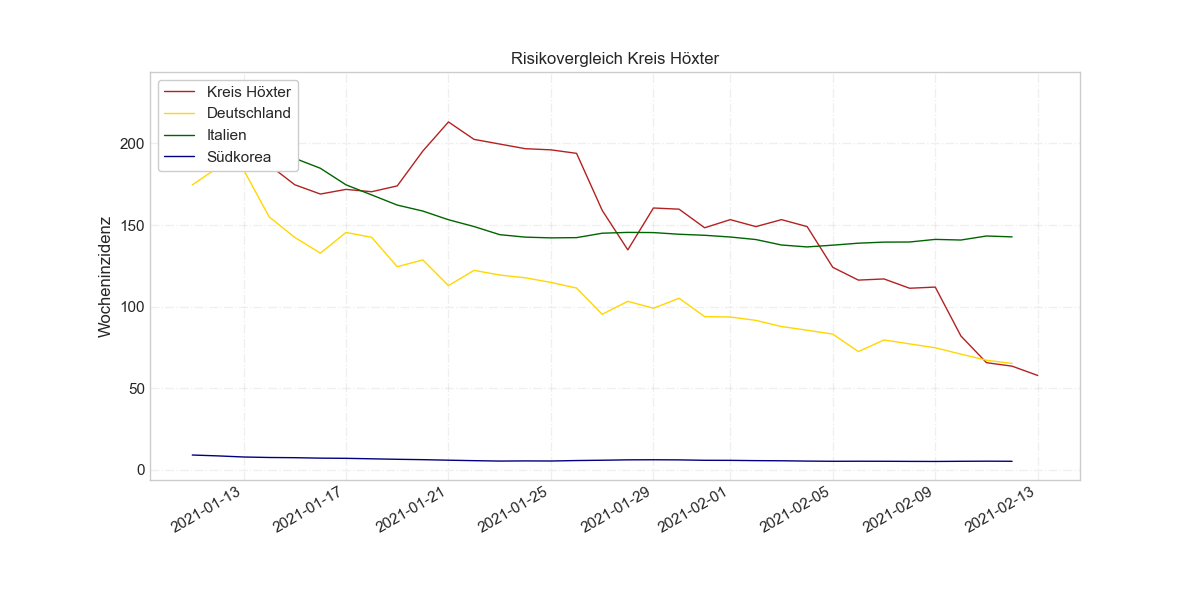 Risikovergleich Kreis Höxter
Kreis Höxter
Deutschland
Italien
Südkorea
Wocheninzidenz
200
150
100
50
0
2021-01-13
2021-01-17
2021-01-21
2021-01-25
2021-01-29
2021-02-01
2021-02-05
2021-02-09
2021-02-13